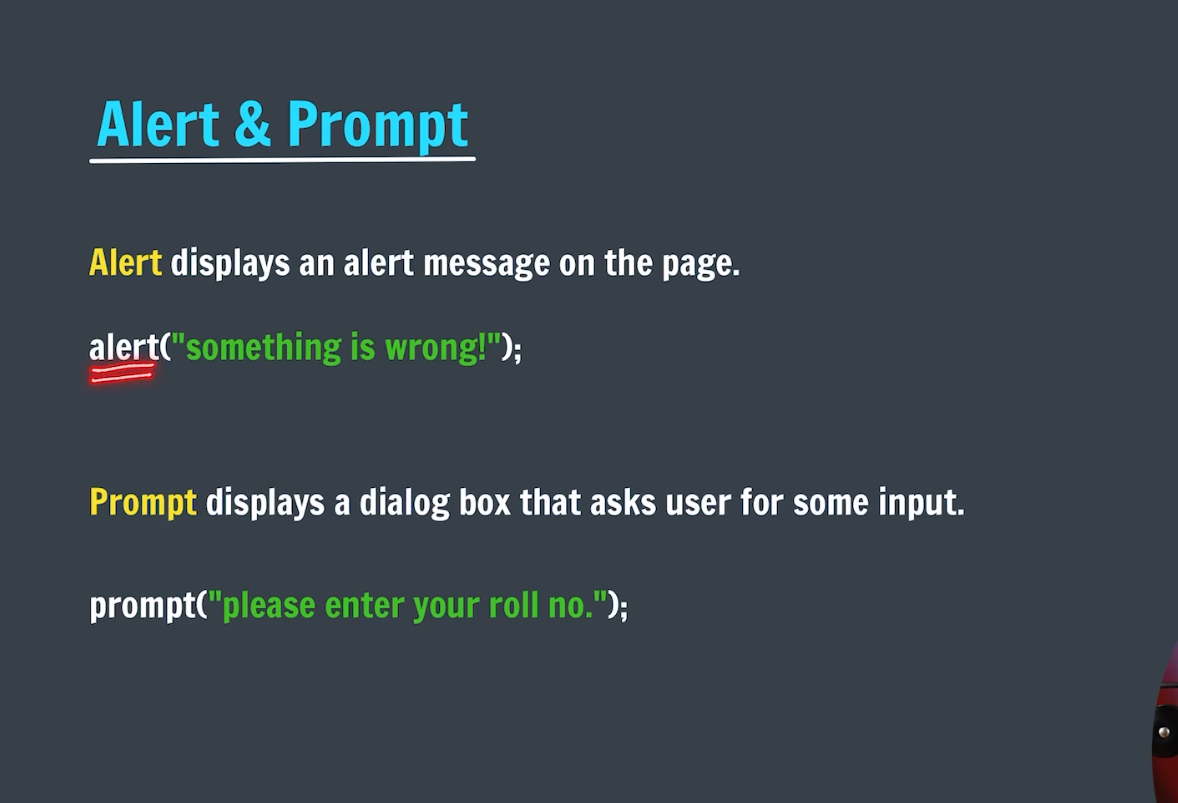 Alert & Prompt
Alert displays an alert message on the page.
alert("something is wrong!");
Prompt displays a dialog box that asks user for some input.
prompt("please enter your roll no.");